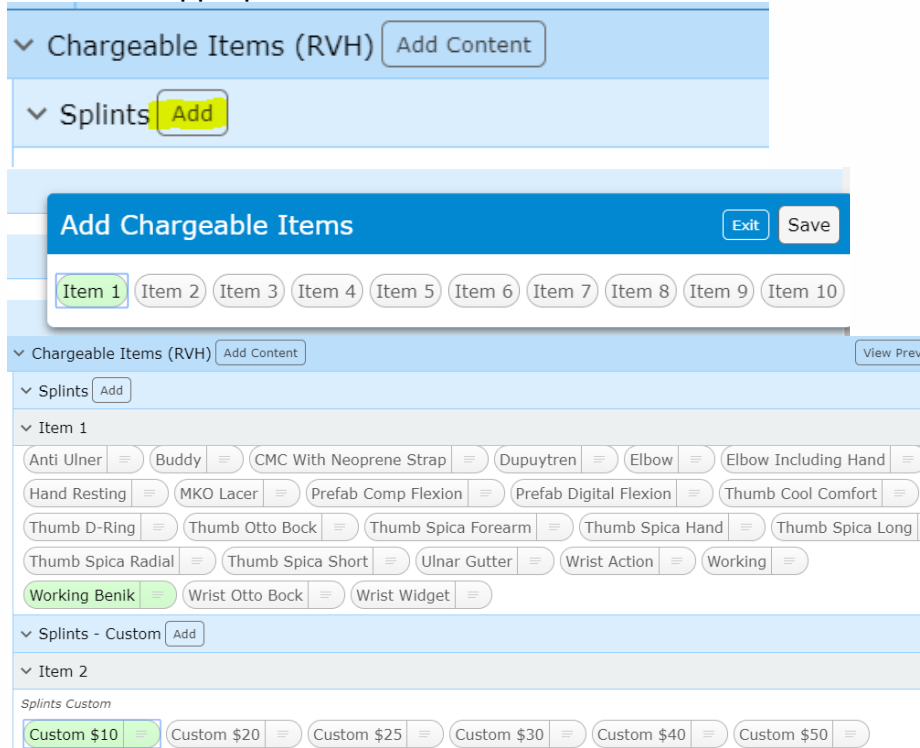 Chargeable Items (RVH) Add Content
Splints Add
Add Chargeable Items Exit Save
Item 1 Item 2 Item 3 Item 4 Item 5 Item 6 Item 7 Item 8 Item 9 Item 10
Chargeable Items (RVH) Add Content View Prev
Splints Add
Item 1
Anti Ulner Buddy CMC With Neoprene Strap Dupuytren Elbow Elbow Including Hand
Hand Resting MKO Lacer Prefab Comp Flexion Prefab Digital Flexion Thumb Cool Comfort
Thumb D-Ring Thumb Otto Bock Thumb Spica Forearm Thumb Spica Hand Thumb Spica Long
Thumb Spica Radial Thumb Spica Short Ulnar Gutter Wrist Action Working
Working Benik Wrist Otto Bock Wrist Widget
Splints - Custom Add
Item 2
Splints Custom
Custom $10 Custom $20 Custom $25 Custom $30 Custom $40 Custom $50